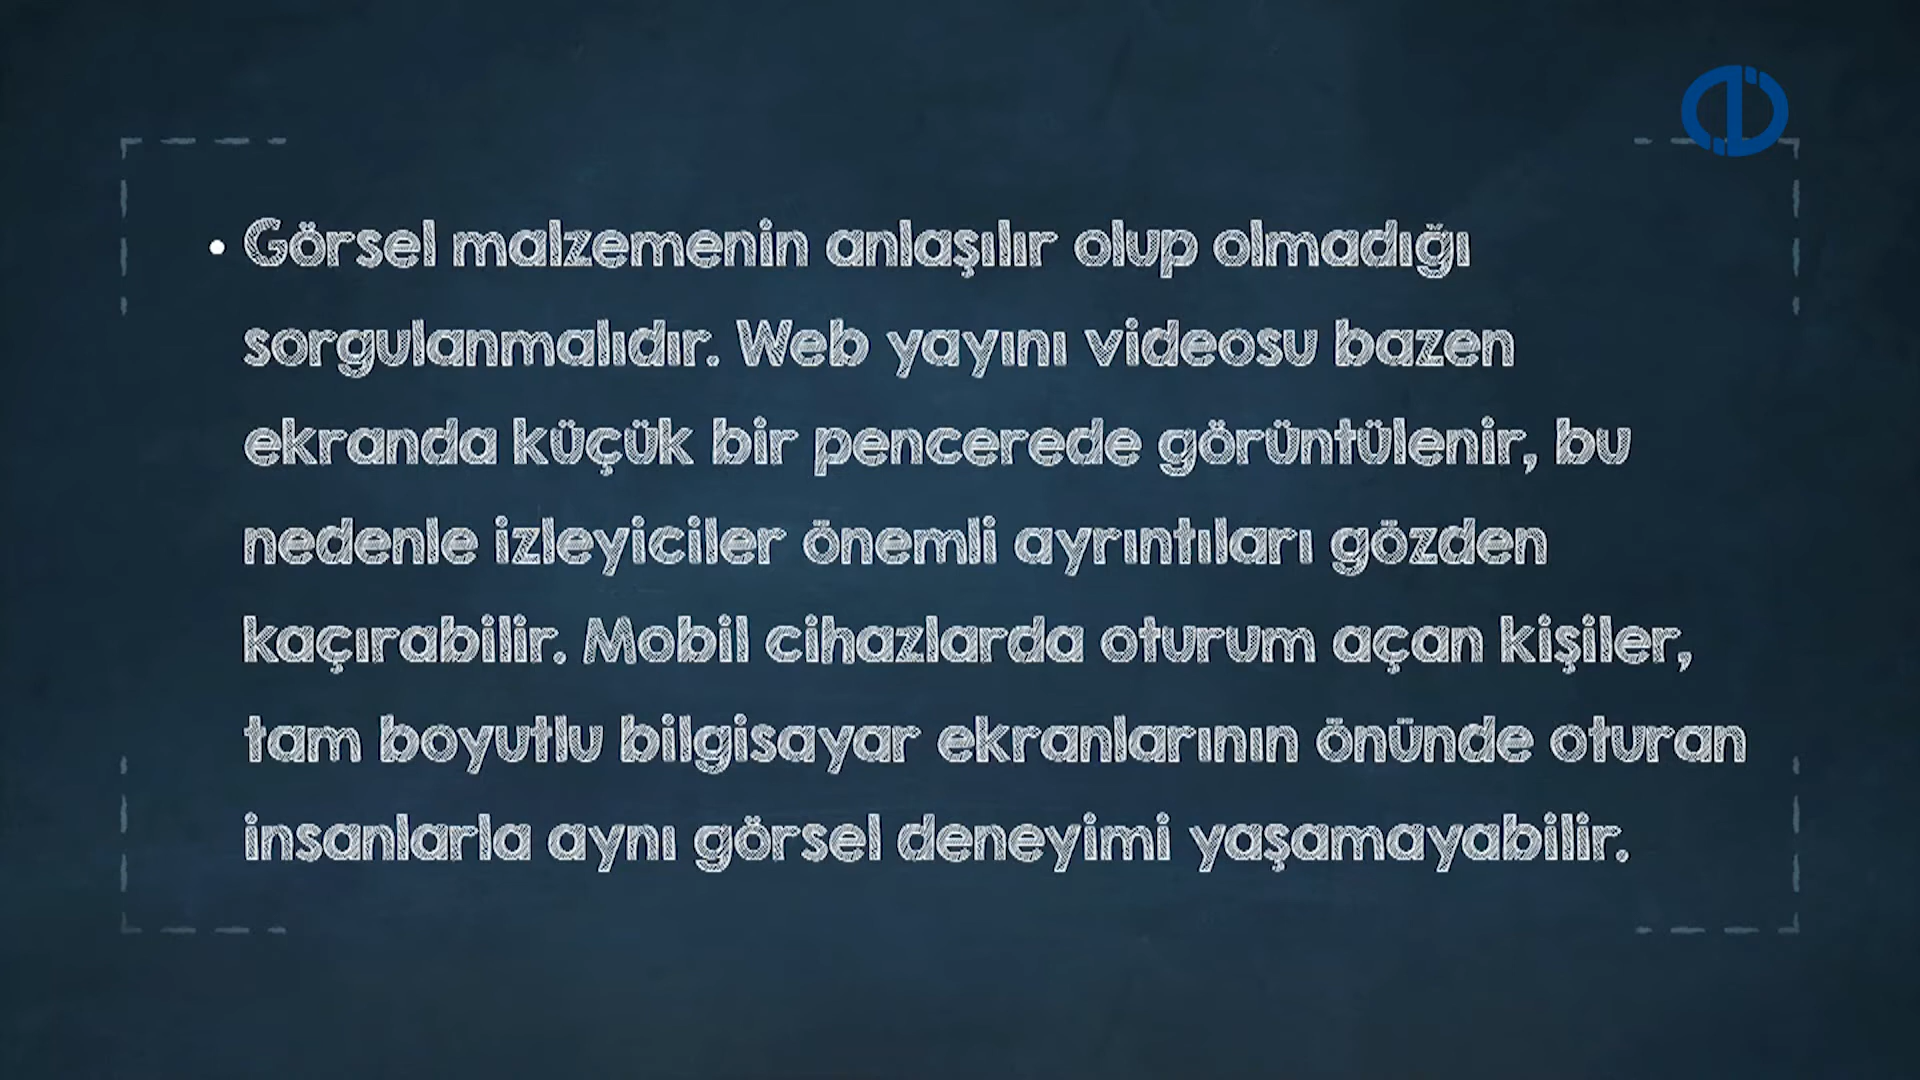 • Görsel malzemenin anlaşılır olup olmadığı
sorgulanmalıdır. Web yayını videosu bazen
ekranda küçük bir pencerede görüntülenir, bu
nedenle izleyiciler önemli ayrıntıları gözden
kaçırabilir. Mobil cihazlarda oturum açan kişiler,
tam boyutlu bilgisayar ekranlarının önünde oturan
insanlarla aynı görsel deneyimi yaşamayabilir.